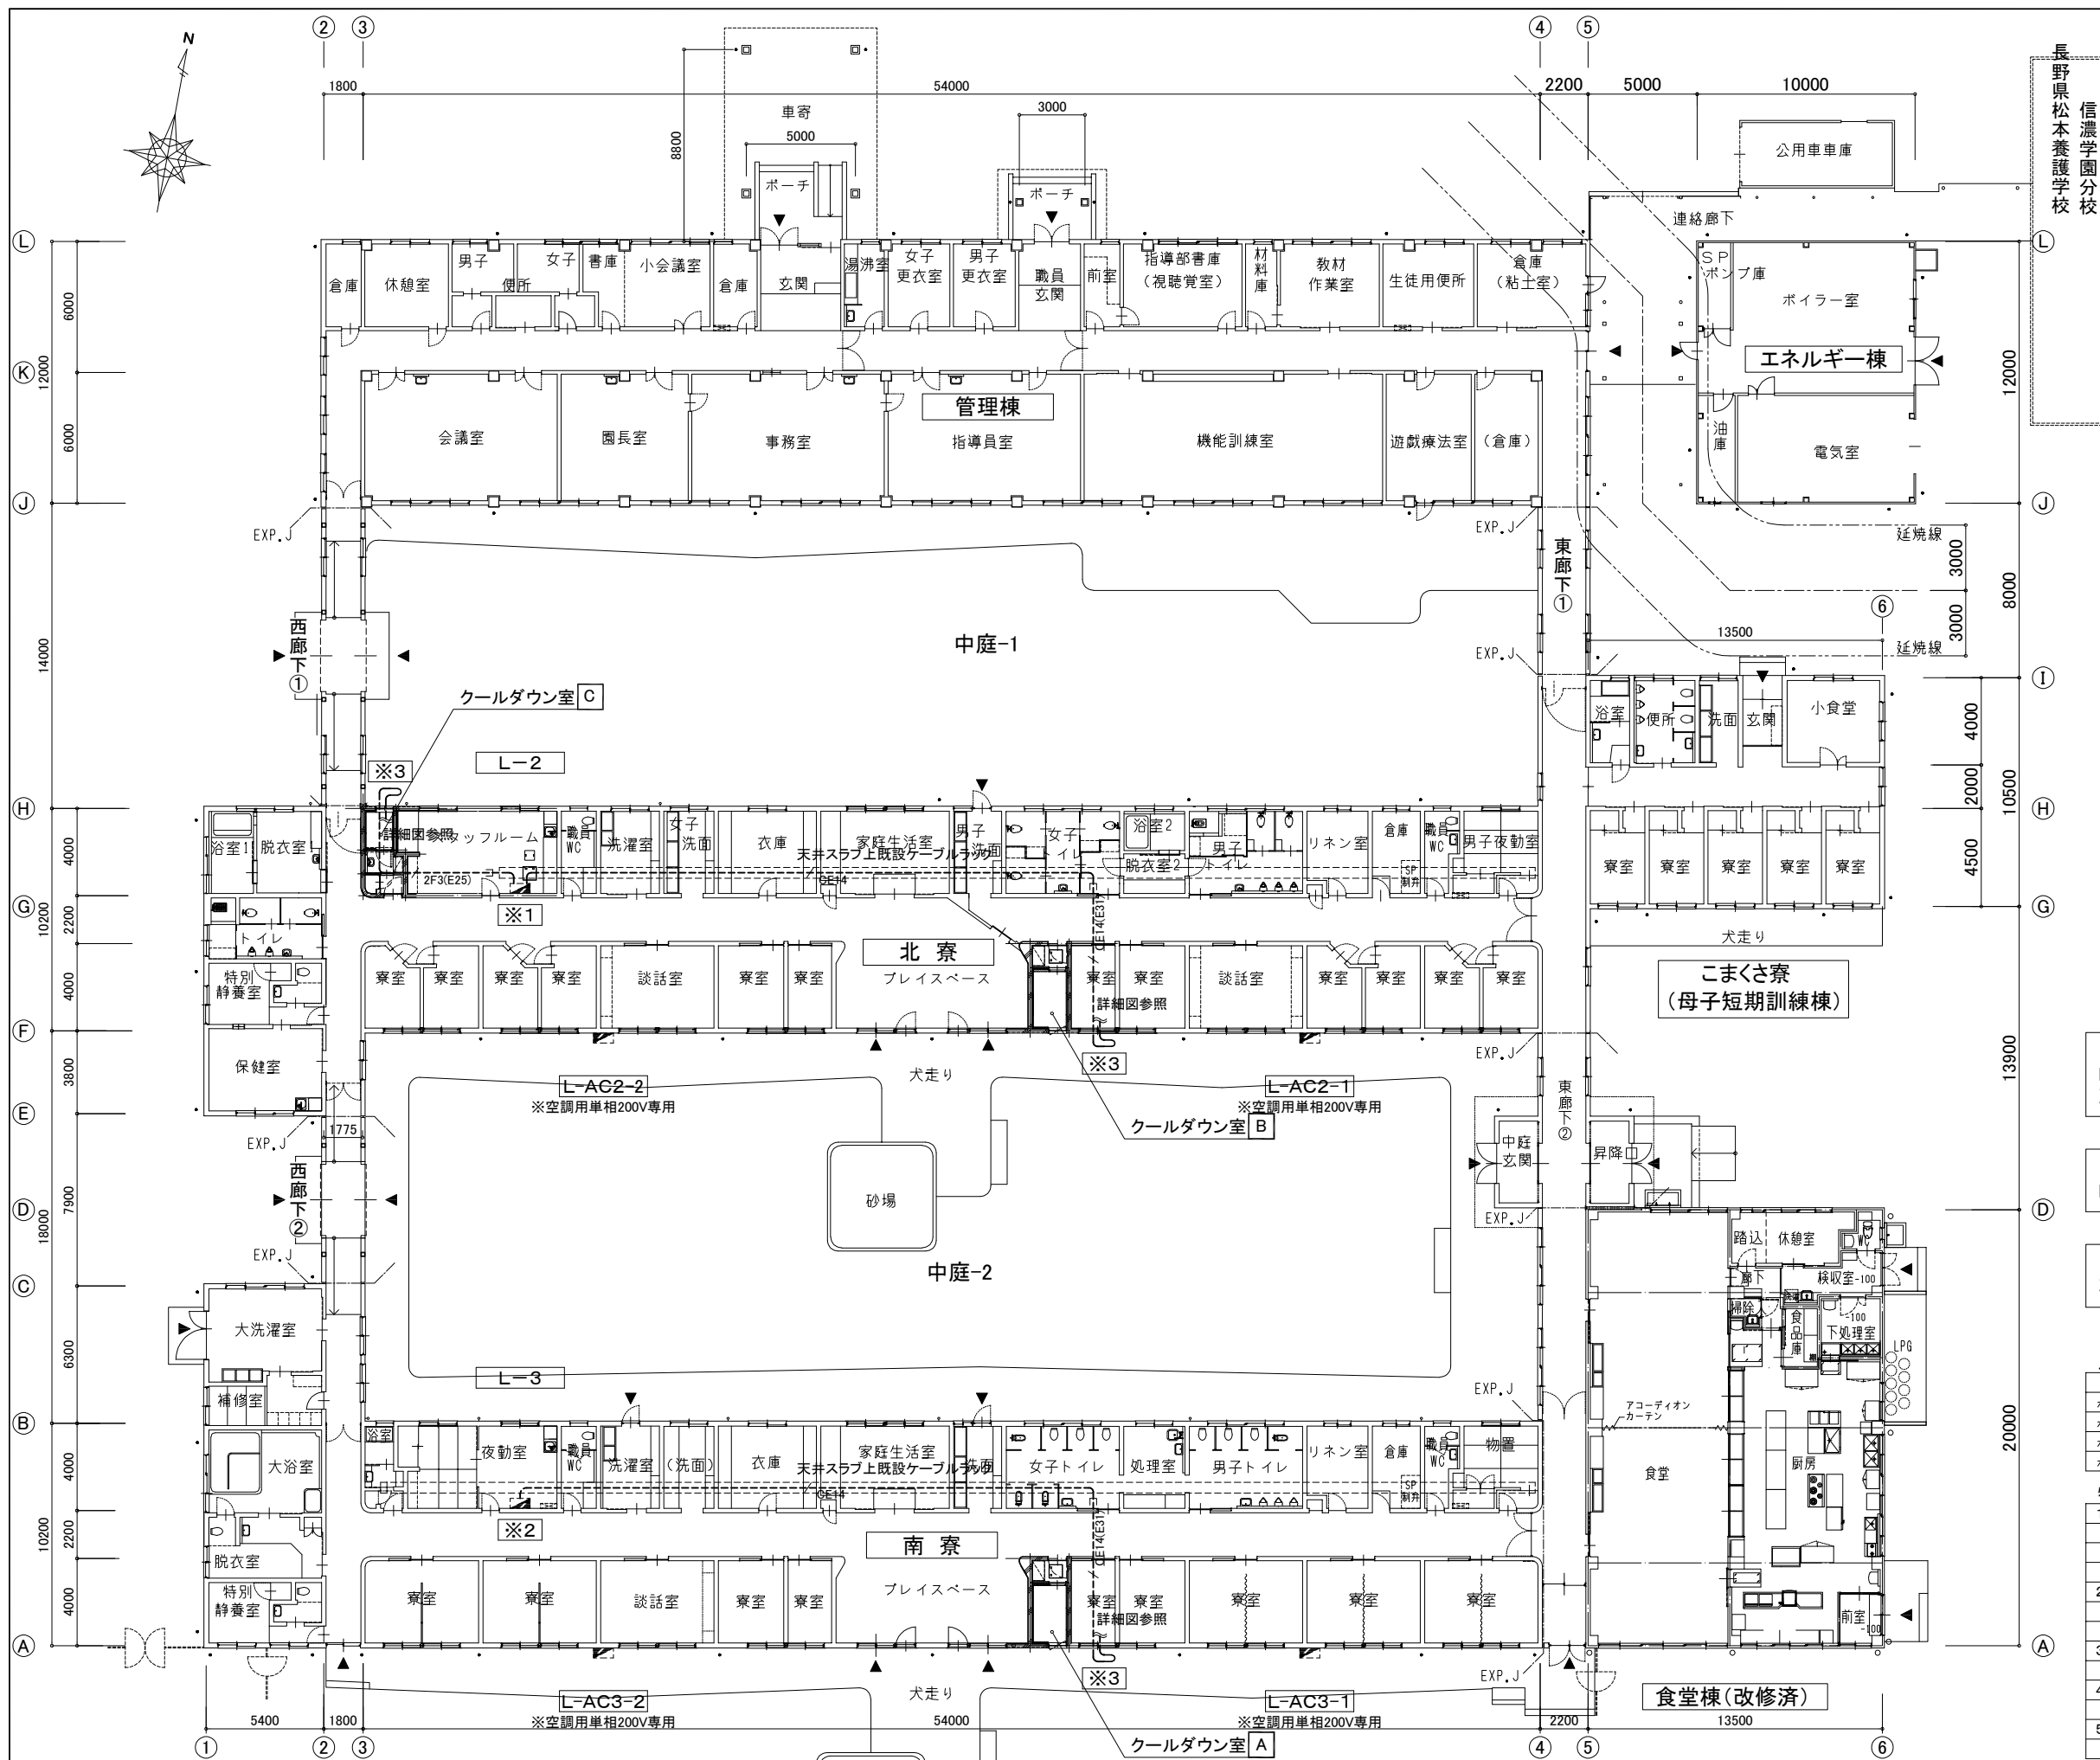 ② ③ ④ ⑤
N
1800 54000 2200 5000 10000
長野県松本養護学校
信濃学園分校
車寄
3000
8800
5000
公用車車庫
ポーチ
ポーチ
連絡廊下
Ⓛ Ⓛ
倉庫 休憩室 男子 便所 女子 書庫 小会議室 倉庫 玄関 湯沸室
女子
更衣室
男子
更衣室
職員
玄関
前室
指導部書庫
(視聴覚室)
材料庫
教材
作業室
生徒用便所
倉庫
(粘土室)
SP
ポンプ庫
ボイラー室
6000
12000
6000
Ⓚ Ⓚ
エネルギー棟
12000
管理棟
会議室 園長室 事務室 指導員室 機能訓練室 遊戯療法室 (倉庫)
油庫
電気室
Ⓙ Ⓙ
EXP.J EXP.J
延焼線
3000
8000
3000
延焼線
東廊下①
西廊下①
14000
中庭-1
EXP.J
13500
⑥
Ⓘ
クールダウン室 C
浴室 便所 洗面 玄関 小食堂
4000
2000
10500
4500
※3
L-2
Ⓗ Ⓗ
浴室1 脱衣室1
詳細図参照
スタッフルーム
職員
WC
洗濯室
女子
洗面
衣庫
家庭生活室
男子
洗面
女子
トイレ
浴室2
脱衣室2
男子
トイレ
リネン室
倉庫
SP
制弁
職員
WC
男子夜勤室
天井スラブ上既設ケーブルラック
2F3(E25)
CE14
CE14(E31)
寮室 寮室 寮室 寮室 寮室
4000
Ⓖ Ⓖ
10200
2200
4000
※1
トイレ
特別
静養室
北 寮
プレイスペース
寮室 寮室 寮室 寮室 談話室 寮室 寮室
寮室 寮室 談話室 寮室 寮室 寮室 寮室
詳細図参照
犬走り
こまくさ寮
(母子短期訓練棟)
Ⓕ Ⓕ
保健室
3800
※3
EXP.J
犬走り
L-AC2-2
※空調用単相200V専用
L-AC2-1
※空調用単相200V専用
クールダウン室 B
13900
Ⓔ Ⓔ
EXP.J
1775
東廊下②
中庭
玄関
昇降口
西廊下②
7900
18000
砂場
Ⓓ Ⓓ
EXP.J
EXP.J
中庭-2
踏込 休憩室 WC
廊下
検収室-100
掃除
食品庫
-100
下処理室
LPG
Ⓒ
大洗濯室
6300
補修室
L-3
EXP.J
アコーディオン
カーテン
20000
Ⓑ
浴室
夜勤室
職員
WC
洗濯室
(洗面)
衣庫
家庭生活室
洗面
女子トイレ
処理室
男子トイレ
リネン室
倉庫
SP
制弁
職員
WC
物置
天井スラブ上既設ケーブルラック
CE14
CE14(E31)
大浴室
食堂
厨房
4000
10200
2200
4000
※2
脱衣室
特別
静養室
南 寮
プレイスペース
寮室 寮室 談話室 寮室 寮室
寮室 寮室 寮室 寮室 寮室
詳細図参照
前室
-100
Ⓐ Ⓐ
※3
EXP.J
犬走り
L-AC3-2
※空調用単相200V専用
L-AC3-1
※空調用単相200V専用
食堂棟(改修済)
5400 1800 54000 2200 13500
クールダウン室 A
① ② ③ ④ ⑤ ⑥